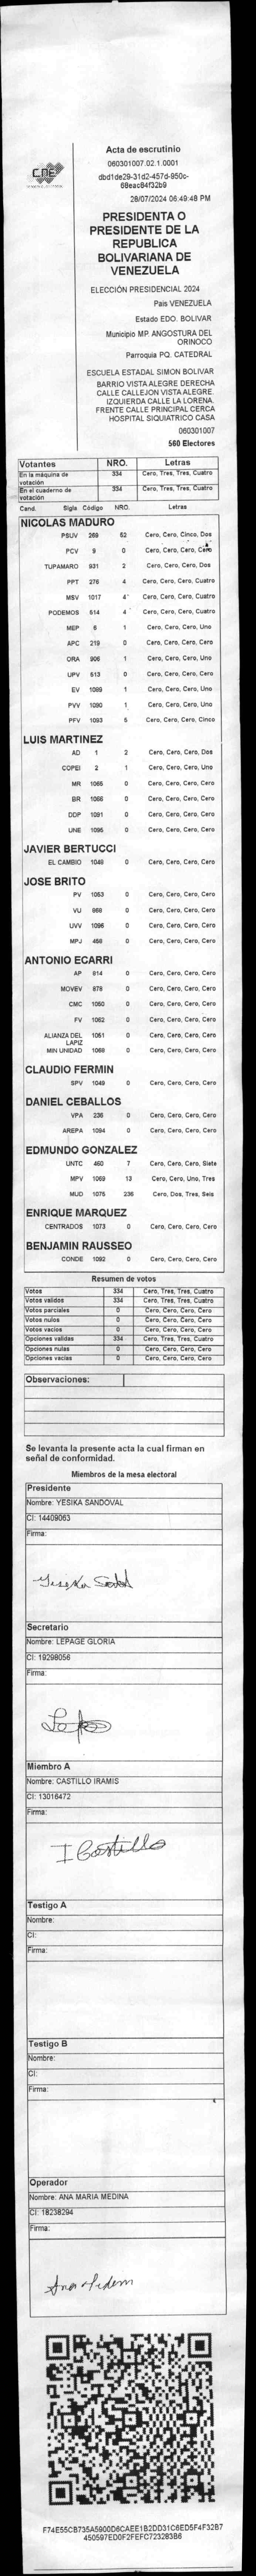 CNE
Acta de escrutinio
060301007.02.1.0001
dbd1de29-31d2-457d-950c-
68eac84f32b9
28/07/2024 06:49:48 PM
PRESIDENTA O
PRESIDENTE DE LA
REPUBLICA
BOLIVARIANA DE
VENEZUELA
ELECCIÓN PRESIDENCIAL 2024
Pais VENEZUELA
Estado EDO. BOLIVAR
Municipio MP. ANGOSTURA DEL
ORINOCO
Parroquia PQ. CATEDRAL
ESCUELA ESTADAL SIMON BOLIVAR
BARRIO VISTA ALEGRE DERECHA
CALLE CALLEJON VISTA ALEGRE.
IZQUIERDA CALLE LA LORENA.
FRENTE CALLE PRINCIPAL CERCA
HOSPITAL SIQUIATRICO CASA
060301007
560 Electores
Votantes NRO. Letras
En la máquina de votación 334 Cero, Tres, Tres, Cuatro
En el cuaderno de votación 334 Cero, Tres, Tres, Cuatro
Cand. Sigla Código NRO. Letras
NICOLAS MADURO
PSUV 269 52 Cero, Cero, Cinco, Dos
PCV 9 0 Cero, Cero, Cero, Cero
TUPAMARO 931 2 Cero, Cero, Cero, Dos
PPT 276 4 Cero, Cero, Cero, Cuatro
MSV 1017 4 Cero, Cero, Cero, Cuatro
PODEMOS 514 4 Cero, Cero, Cero, Cuatro
MEP 6 1 Cero, Cero, Cero, Uno
APC 219 0 Cero, Cero, Cero, Cero
ORA 906 1 Cero, Cero, Cero, Uno
UPV 513 0 Cero, Cero, Cero, Cero
EV 1089 1 Cero, Cero, Cero, Uno
PVV 1090 1 Cero, Cero, Cero, Uno
PFV 1093 5 Cero, Cero, Cero, Cinco
LUIS MARTINEZ
AD 1 2 Cero, Cero, Cero, Dos
COPEI 2 1 Cero, Cero, Cero, Uno
MR 1065 0 Cero, Cero, Cero, Cero
BR 1066 0 Cero, Cero, Cero, Cero
DDP 1091 0 Cero, Cero, Cero, Cero
UNE 1095 0 Cero, Cero, Cero, Cero
JAVIER BERTUCCI
EL CAMBIO 1048 0 Cero, Cero, Cero, Cero
JOSE BRITO
PV 1053 0 Cero, Cero, Cero, Cero
VU 868 0 Cero, Cero, Cero, Cero
UVV 1096 0 Cero, Cero, Cero, Cero
MPJ 458 0 Cero, Cero, Cero, Cero
ANTONIO ECARRI
AP 814 0 Cero, Cero, Cero, Cero
MOVEV 878 0 Cero, Cero, Cero, Cero
CMC 1050 0 Cero, Cero, Cero, Cero
FV 1052 0 Cero, Cero, Cero, Cero
ALIANZA DEL LAPIZ 1051 0 Cero, Cero, Cero, Cero
MIN UNIDAD 1068 0 Cero, Cero, Cero, Cero
CLAUDIO FERMIN
SPV 1049 0 Cero, Cero, Cero, Cero
DANIEL CEBALLOS
VPA 236 0 Cero, Cero, Cero, Cero
AREPA 1094 0 Cero, Cero, Cero, Cero
EDMUNDO GONZALEZ
UNTC 460 7 Cero, Cero, Cero, Siete
MPV 1069 13 Cero, Cero, Uno, Tres
MUD 1075 236 Cero, Dos, Tres, Seis
ENRIQUE MARQUEZ
CENTRADOS 1073 0 Cero, Cero, Cero, Cero
BENJAMIN RAUSSEO
CONDE 1092 0 Cero, Cero, Cero, Cero
Resumen de votos
Votos 334 Cero, Tres, Tres, Cuatro
Votos validos 334 Cero, Tres, Tres, Cuatro
Votos parciales 0 Cero, Cero, Cero, Cero
Votos nulos 0 Cero, Cero, Cero, Cero
Votos vacios 0 Cero, Cero, Cero, Cero
Opciones validas 334 Cero, Tres, Tres, Cuatro
Opciones nulas 0 Cero, Cero, Cero, Cero
Opciones vacias 0 Cero, Cero, Cero, Cero
Observaciones:
Se levanta la presente acta la cual firman en
señal de conformidad.
Miembros de la mesa electoral
Presidente
Nombre: YESIKA SANDOVAL
CI: 14409063
Firma:
Secretario
Nombre: LEPAGE GLORIA
CI: 19298056
Firma:
Miembro A
Nombre: CASTILLO IRAMIS
CI: 13016472
Firma:
I Castillo
Testigo A
Nombre:
CI:
Firma:
Testigo B
Nombre:
CI:
Firma:
Operador
Nombre: ANA MARIA MEDINA
CI: 18238294
Firma:
F74E55CB735A5900D6CAEE1B2DD31C6ED5F4F32B7
450597ED0F2FEFC723283B6